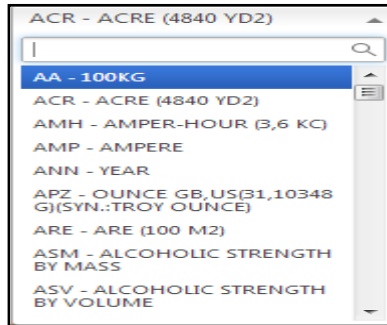 ACR - ACRE (4840 YD2)
AA - 100KG
ACR - ACRE (4840 YD2)
AMH - AMPER-HOUR (3,6 KC)
AMP - AMPERE
ANN - YEAR
APZ - OUNCE GB,US(31,10348
G)(SYN.:TROY OUNCE)
ARE - ARE (100 M2)
ASM - ALCOHOLIC STRENGTH
BY MASS
ASV - ALCOHOLIC STRENGTH
BY VOLUME